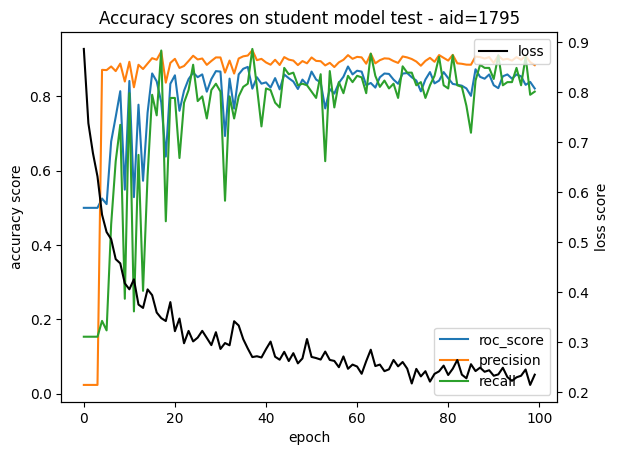 Accuracy scores on student model test - aid=1795
loss
accuracy score
0.8
0.6
0.4
0.2
0.0
0.9
0.8
0.7
0.6
0.5
0.4
0.3
0.2
loss score
roc_score
precision
recall
0
20
40
60
80
100
epoch